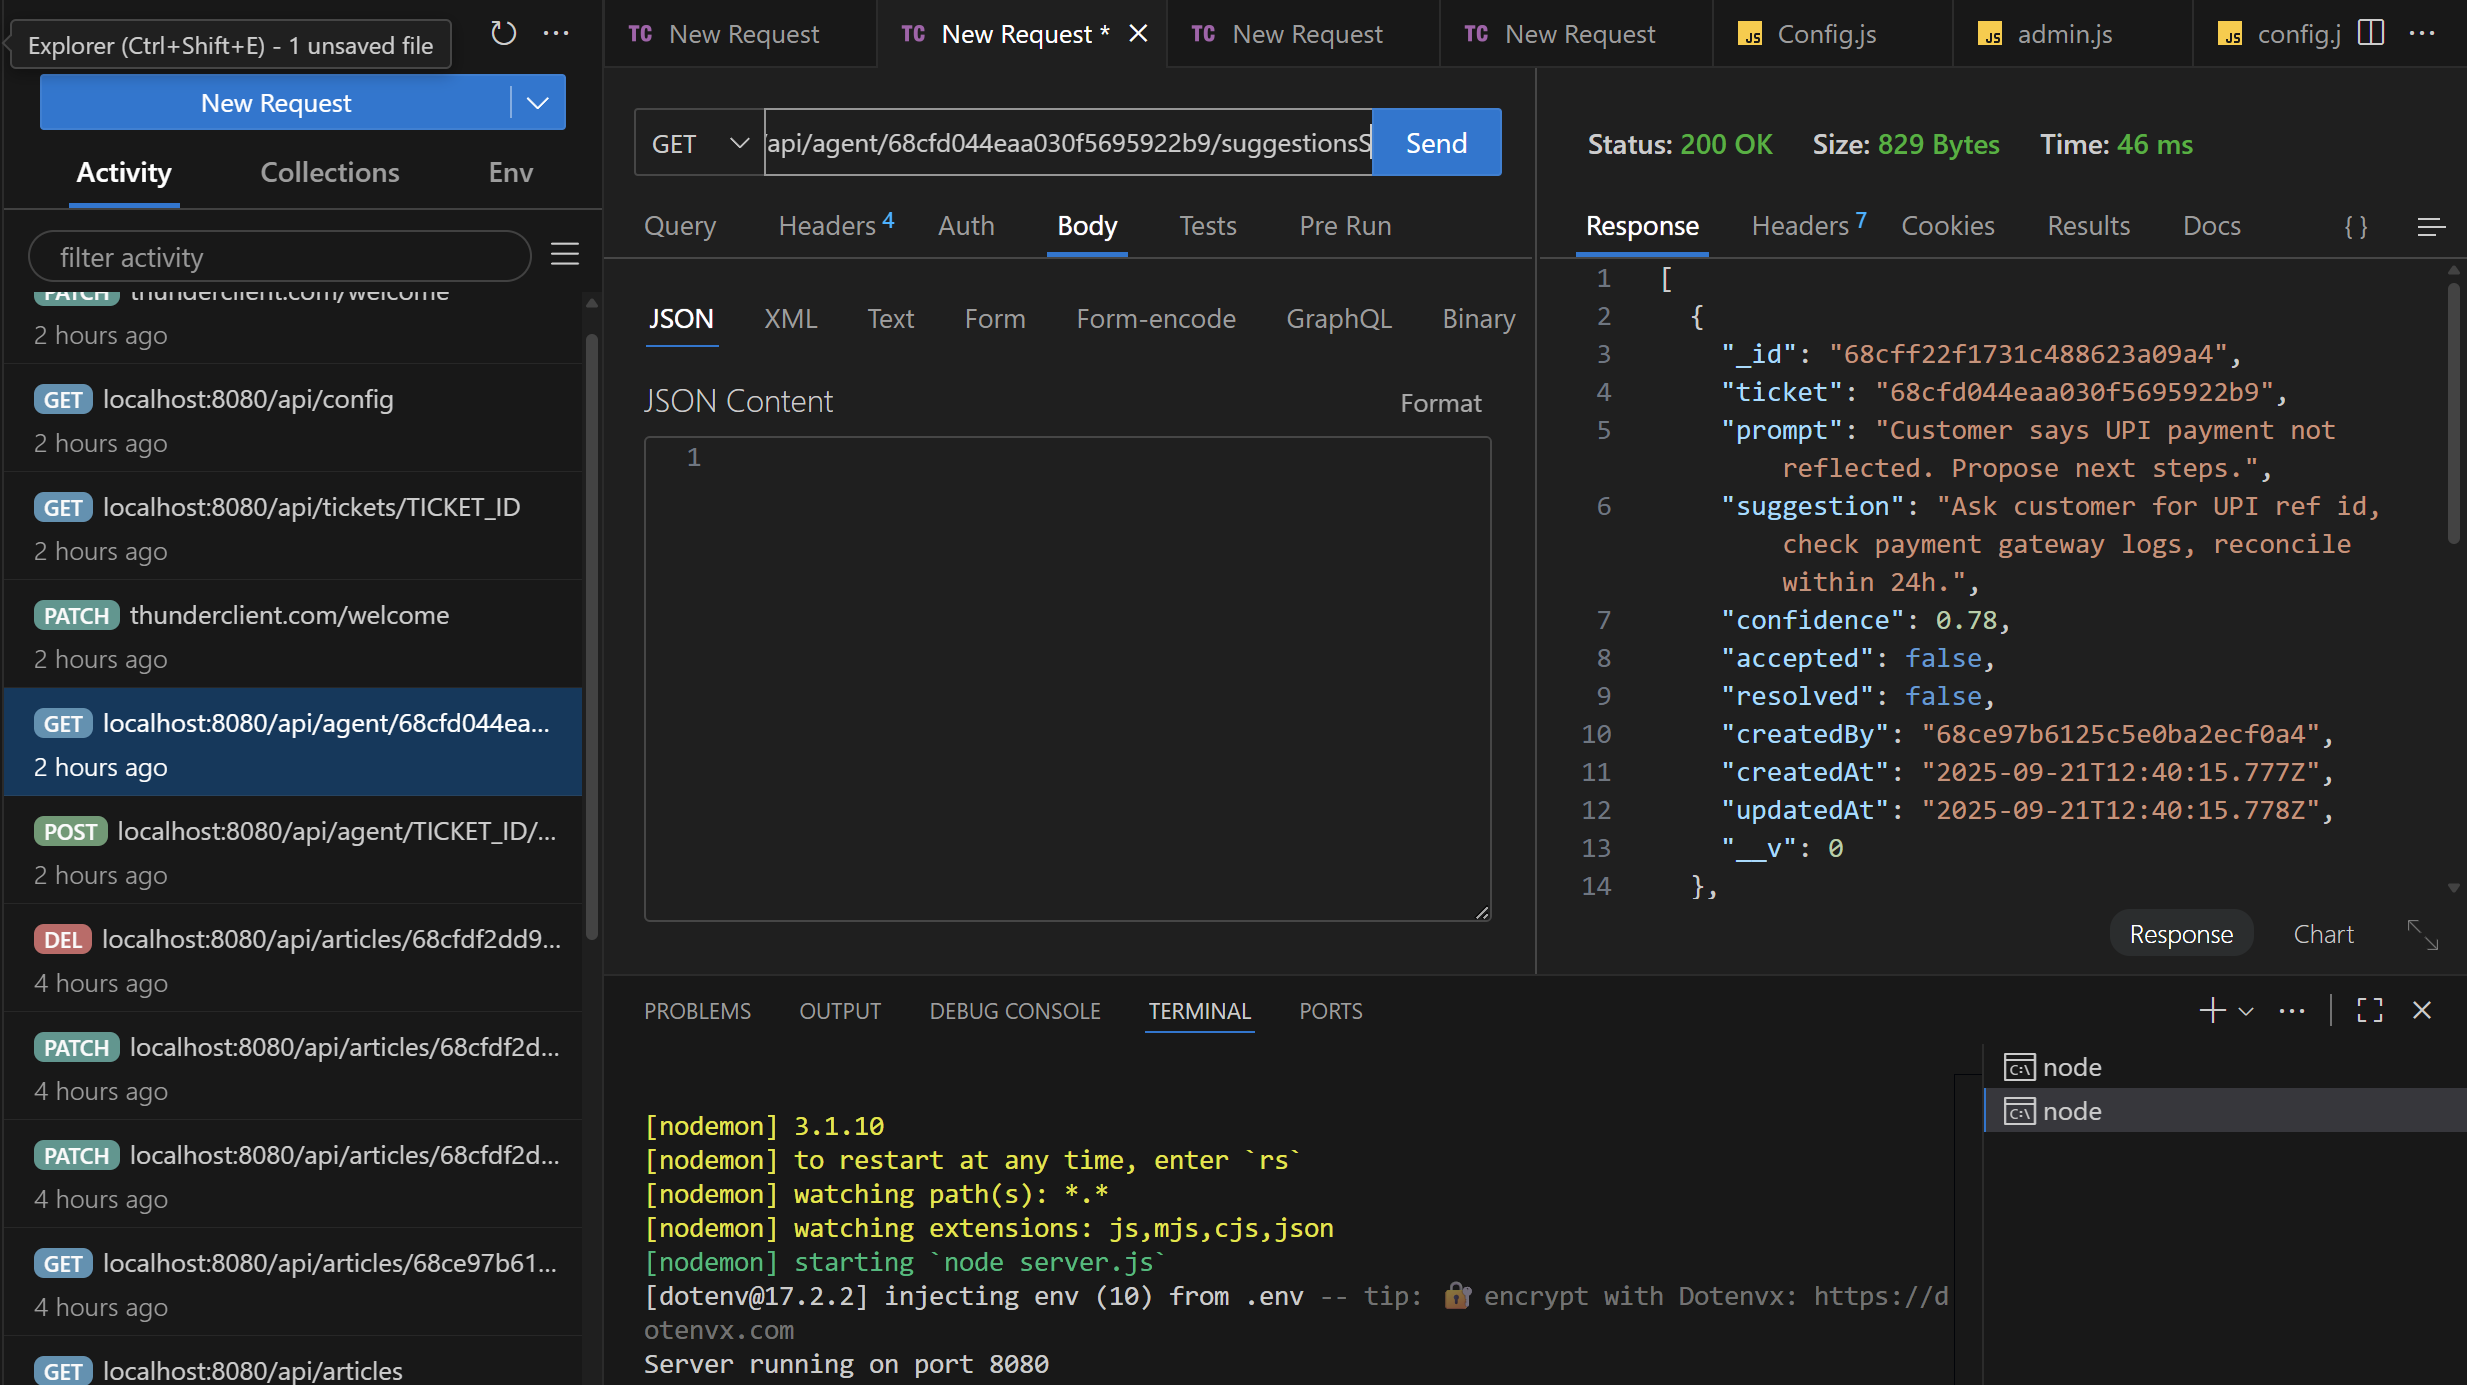 Explorer (Ctrl+Shift+E) - 1 unsaved file
New Request
Activity
Collections
Env
filter activity
PATCH thunderclient.com/welcome
2 hours ago
GET localhost:8080/api/config
2 hours ago
GET localhost:8080/api/tickets/TICKET_ID
2 hours ago
PATCH thunderclient.com/welcome
2 hours ago
GET localhost:8080/api/agent/68cfd044ea...
2 hours ago
POST localhost:8080/api/agent/TICKET_ID/...
2 hours ago
DEL localhost:8080/api/articles/68cfdf2dd9...
4 hours ago
PATCH localhost:8080/api/articles/68cfdf2d...
4 hours ago
PATCH localhost:8080/api/articles/68cfdf2d...
4 hours ago
GET localhost:8080/api/articles/68ce97b61...
4 hours ago
GET localhost:8080/api/articles
TC New Request
TC New Request *
TC New Request
TC New Request
JS Config.js
JS admin.js
JS config.j
GET
/api/agent/68cfd044eaa030f5695922b9/suggestionsS
Send
Query
Headers 4
Auth
Body
Tests
Pre Run
JSON
XML
Text
Form
Form-encode
GraphQL
Binary
JSON Content
Format
1
Status: 200 OK
Size: 829 Bytes
Time: 46 ms
Response
Headers 7
Cookies
Results
Docs
{ }
1 [
2 {
3 "_id": "68cff22f1731c488623a09a4",
4 "ticket": "68cfd044eaa030f5695922b9",
5 "prompt": "Customer says UPI payment not
reflected. Propose next steps.",
6 "suggestion": "Ask customer for UPI ref id,
check payment gateway logs, reconcile
within 24h.",
7 "confidence": 0.78,
8 "accepted": false,
9 "resolved": false,
10 "createdBy": "68ce97b6125c5e0ba2ecf0a4",
11 "createdAt": "2025-09-21T12:40:15.777Z",
12 "updatedAt": "2025-09-21T12:40:15.778Z",
13 "__v": 0
14 },
Response
Chart
PROBLEMS
OUTPUT
DEBUG CONSOLE
TERMINAL
PORTS
[nodemon] 3.1.10
[nodemon] to restart at any time, enter `rs`
[nodemon] watching path(s): *.*
[nodemon] watching extensions: js,mjs,cjs,json
[nodemon] starting `node server.js`
[dotenv@17.2.2] injecting env (10) from .env -- tip: 🔐 encrypt with Dotenvx: https://d
otenvx.com
Server running on port 8080
node
node